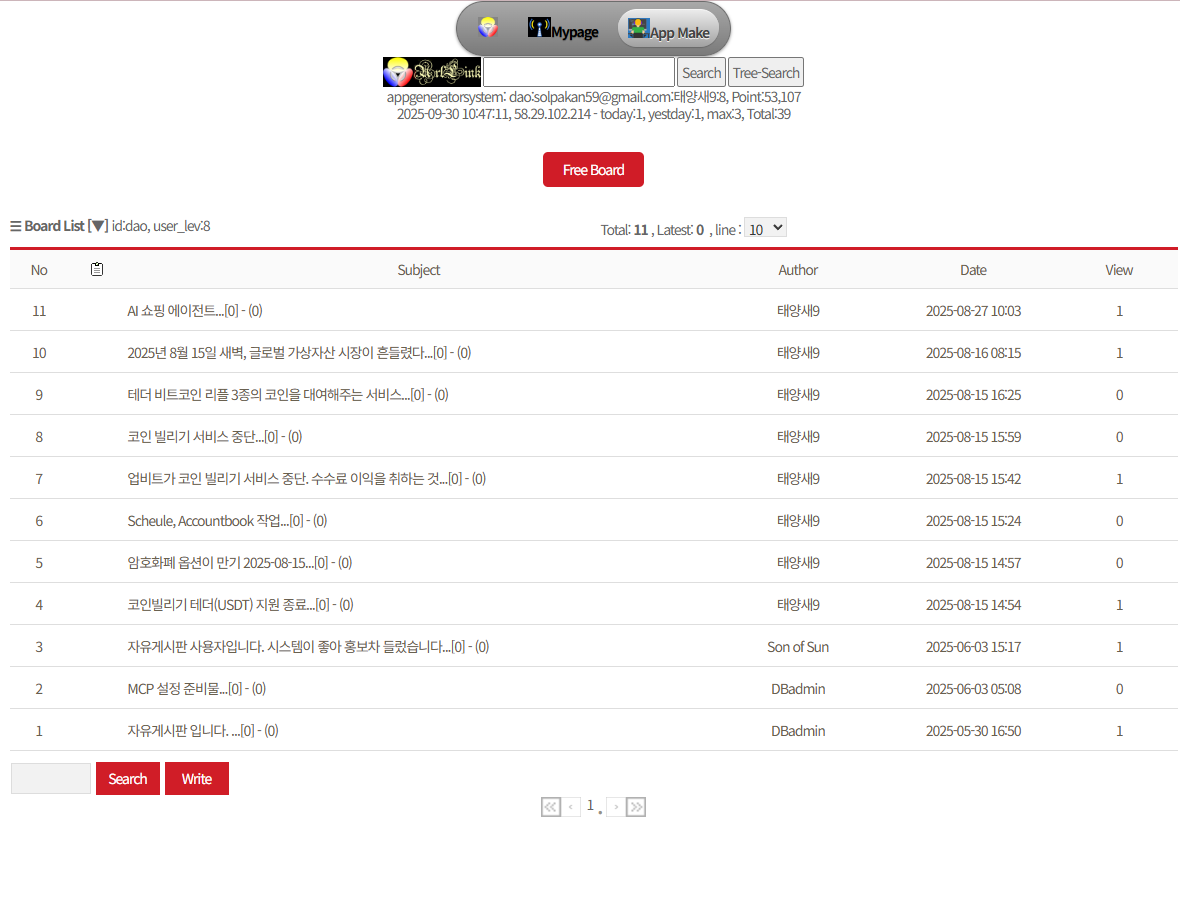 Mypage App Make
UrlLink Search Tree-Search
appgeneratorsystem: dao:solpakan59@gmail.com:태양새9:8, Point:53,107
2025-09-30 10:47:11, 58.29.102.214 - today:1, yestday:1, max:3, Total:39
Free Board
☰ Board List [▼] id:dao, user_lev:8 Total: 11 , Latest: 0 , line : 10
No Subject Author Date View
11 AI 쇼핑 에이전트...[0] - (0) 태양새9 2025-08-27 10:03 1
10 2025년 8월 15일 새벽, 글로벌 가상자산 시장이 흔들렸다...[0] - (0) 태양새9 2025-08-16 08:15 1
9 테더 비트코인 리플 3종의 코인을 대여해주는 서비스...[0] - (0) 태양새9 2025-08-15 16:25 0
8 코인 빌리기 서비스 중단...[0] - (0) 태양새9 2025-08-15 15:59 0
7 업비트가 코인 빌리기 서비스 중단. 수수료 이익을 취하는 것...[0] - (0) 태양새9 2025-08-15 15:42 1
6 Scheule, Accountbook 작업...[0] - (0) 태양새9 2025-08-15 15:24 0
5 암호화폐 옵션이 만기 2025-08-15...[0] - (0) 태양새9 2025-08-15 14:57 0
4 코인빌리기 테더(USDT) 지원 종료...[0] - (0) 태양새9 2025-08-15 14:54 1
3 자유게시판 사용자입니다. 시스템이 좋아 홍보차 들렀습니다...[0] - (0) Son of Sun 2025-06-03 15:17 1
2 MCP 설정 준비물...[0] - (0) DBadmin 2025-06-03 05:08 0
1 자유게시판 입니다. ...[0] - (0) DBadmin 2025-05-30 16:50 1
Search Write
≪ ‹ 1 . › ≫